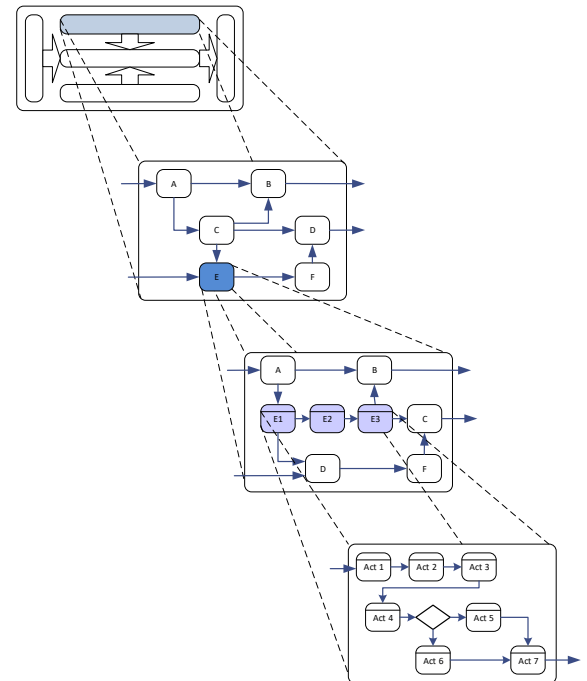 A B
C D
E F
A B
E1 E2 E3 C
D F
Act 1 Act 2 Act 3
Act 4 Act 5
Act 6 Act 7